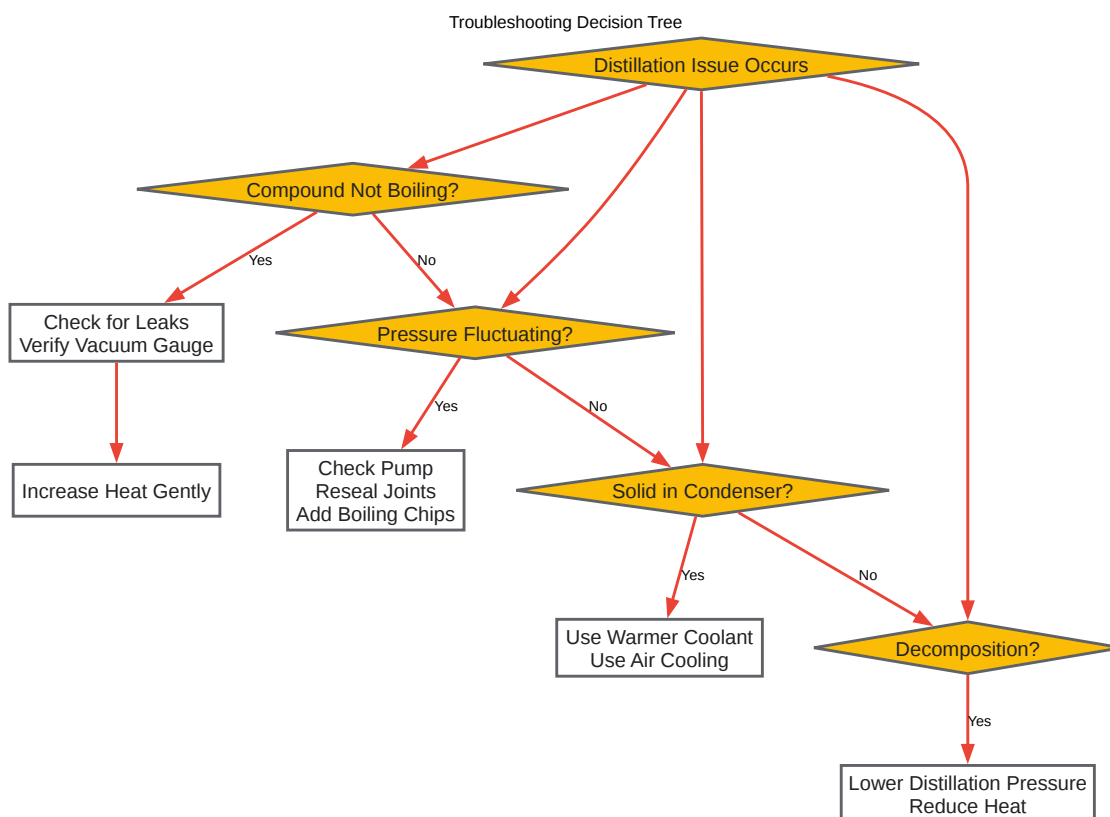 Troubleshooting Decision Tree
Distillation Issue Occurs
Compound Not Boiling?
Yes
No
Check for Leaks
Verify Vacuum Gauge
Pressure Fluctuating?
Yes
No
Increase Heat Gently
Check Pump
Reseal Joints
Add Boiling Chips
Solid in Condenser?
Yes
No
Use Warmer Coolant
Use Air Cooling
Decomposition?
Yes
Lower Distillation Pressure
Reduce Heat